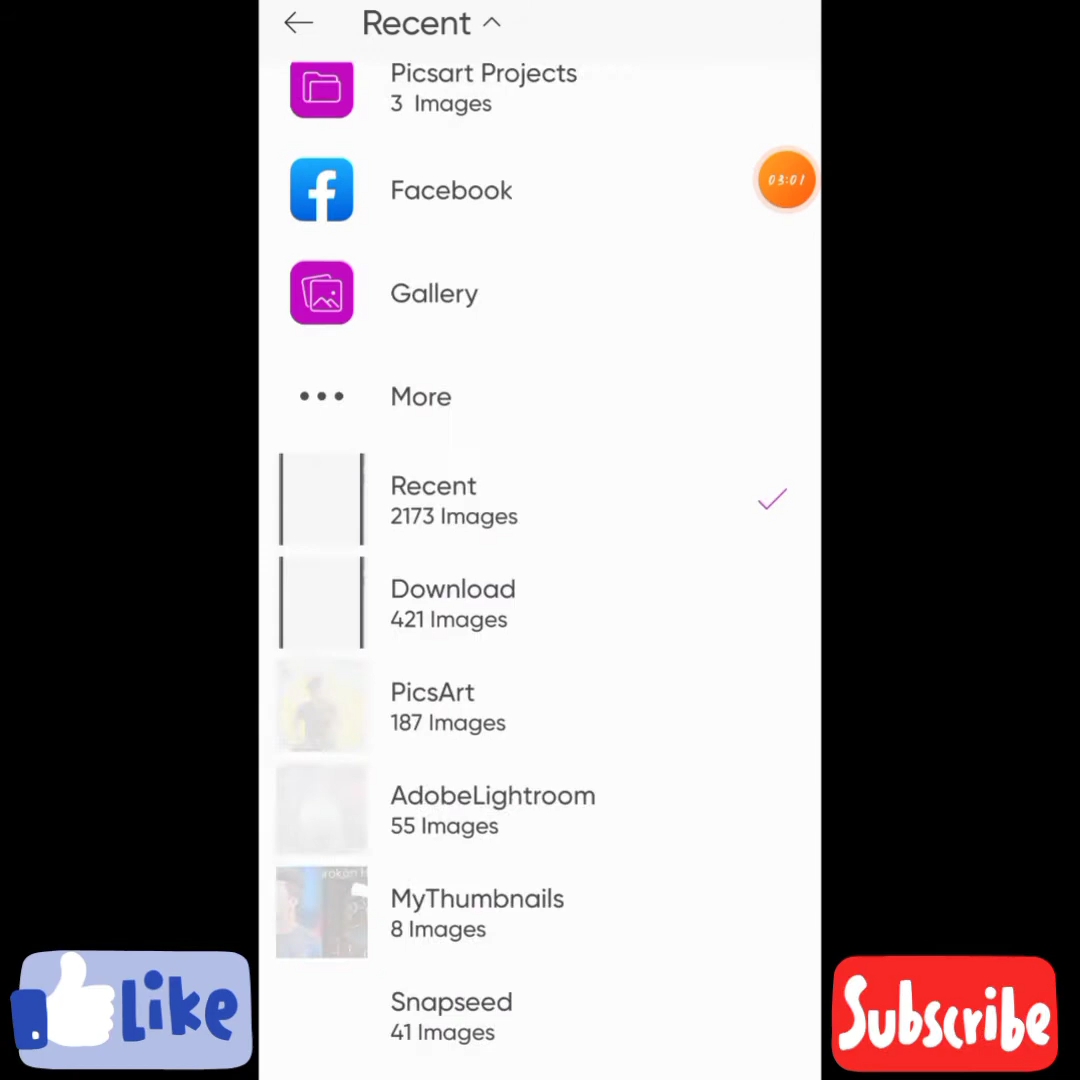 Recent
Picsart Projects
3 Images
Facebook
03:01
Gallery
More
Recent
2173 Images
Download
421 Images
PicsArt
187 Images
AdobeLightroom
55 Images
MyThumbnails
8 Images
Snapseed
41 Images
Like
Subscribe